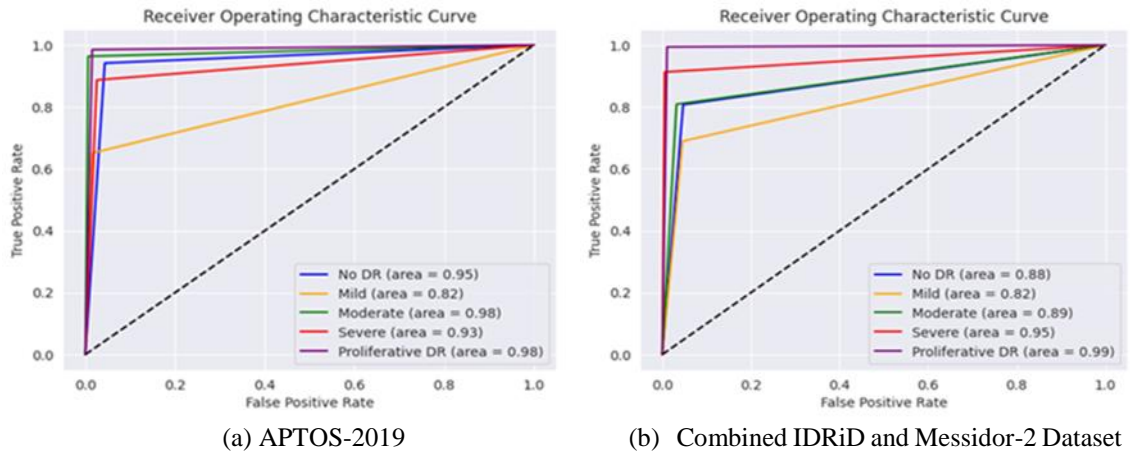 Receiver Operating Characteristic Curve
True Positive Rate
1.0
0.8
0.6
0.4
0.2
0.0
No DR (area = 0.95)
Mild (area = 0.82)
Moderate (area = 0.98)
Severe (area = 0.93)
Proliferative DR (area = 0.98)
0.0 0.2 0.4 0.6 0.8 1.0
False Positive Rate
(a) APTOS-2019
Receiver Operating Characteristic Curve
True Positive Rate
1.0
0.8
0.6
0.4
0.2
0.0
No DR (area = 0.88)
Mild (area = 0.82)
Moderate (area = 0.89)
Severe (area = 0.95)
Proliferative DR (area = 0.99)
0.0 0.2 0.4 0.6 0.8 1.0
False Positive Rate
(b) Combined IDRiD and Messidor-2 Dataset